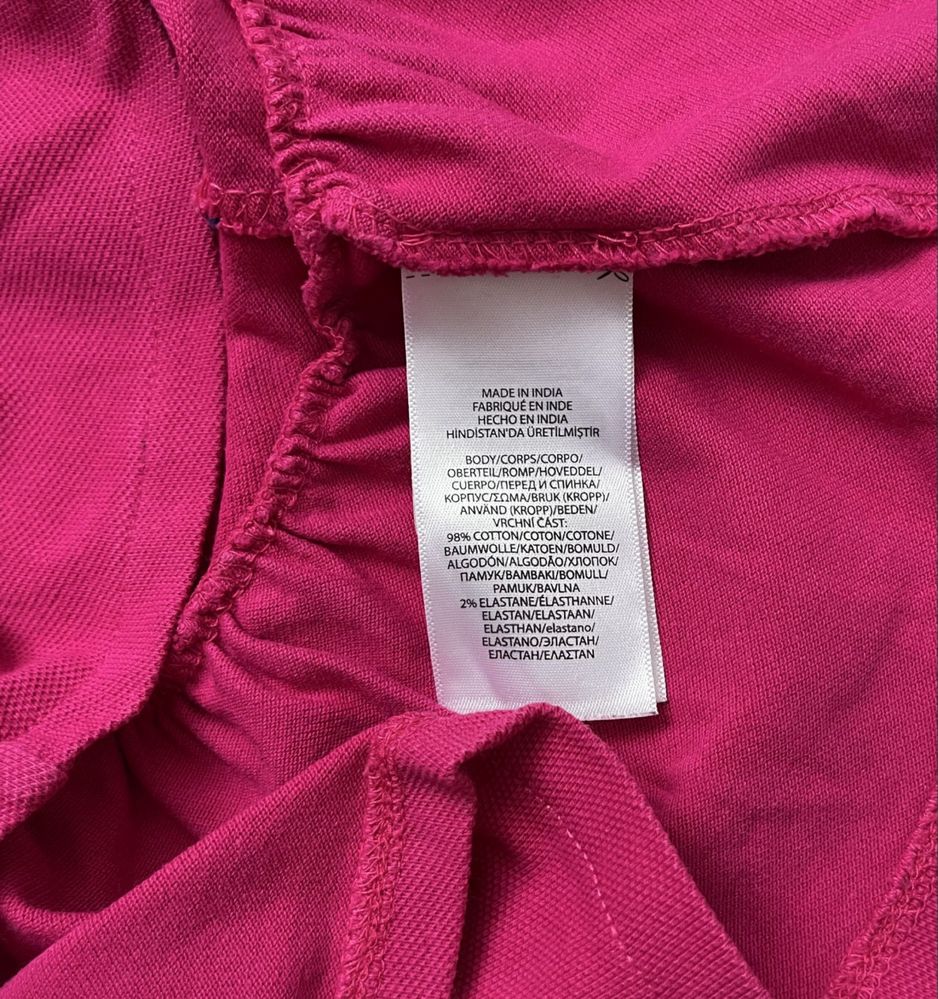 MADE IN INDIA
FABRIQUÉ EN INDE
HECHO EN INDIA
HİNDİSTAN'DA ÜRETİLMİŞTİR
BODY/CORPS/CORPO/
OBERTEIL/ROMP/HOVEDDEL/
CUERPO/ПЕРЕД И СПИНКА/
КОРПУС/ΣΩΜΑ/BRUK (KROPP)/
ANVÄND (KROPP)/BEDEN/
VRCHNÍ ČÁST:
98% COTTON/COTON/COTONE/
BAUMWOLLE/KATOEN/BOMULD/
ALGODÓN/ALGODÃO/ХЛОПОК/
ПАМУК/ΒΑΜΒΑΚΙ/BOMULL/
PAMUK/BAVLNA
2% ELASTANE/ÉLASTHANNE/
ELASTAN/ELASTAAN/
ELASTHAN/elastano/
ELASTANO/ЭЛАСТАН/
ЕЛАСТАН/ΕΛΑΣΤΑΝ